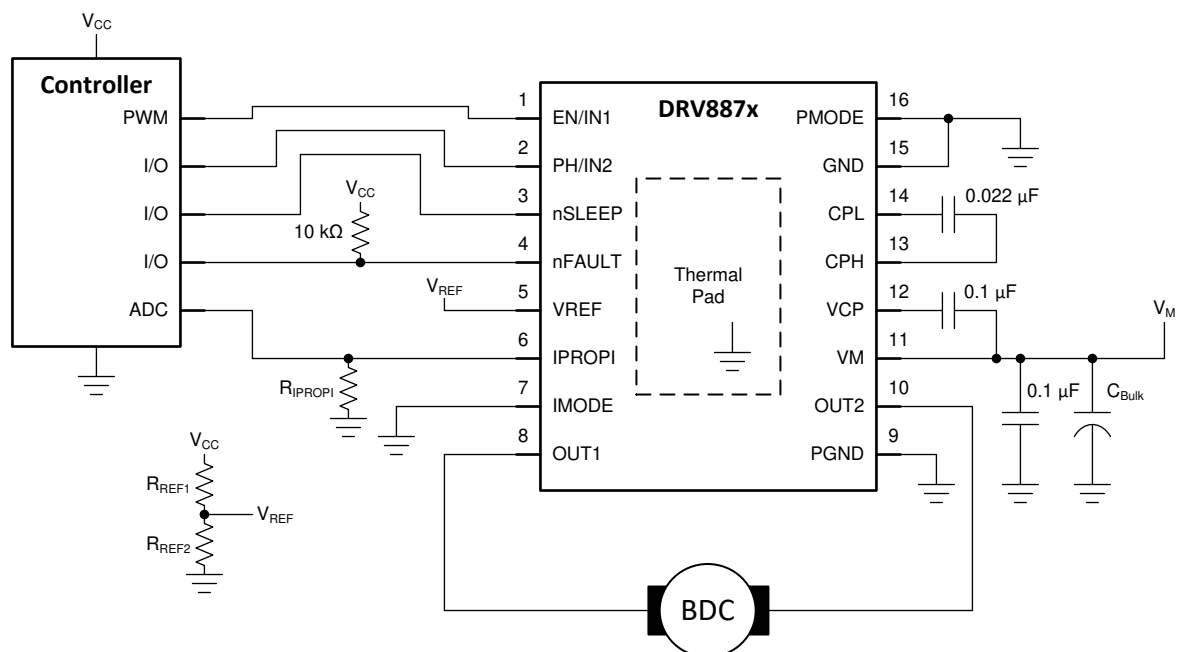 VCC
Controller
PWM
I/O
I/O
I/O
ADC
VCC
10 kΩ
VREF
RIPROPI
VCC
RREF1
VREF
RREF2
DRV887x
1
EN/IN1
2
PH/IN2
3
nSLEEP
4
nFAULT
5
VREF
6
IPROPI
7
IMODE
8
OUT1
Thermal
Pad
16
PMODE
15
GND
14
CPL
13
CPH
12
VCP
11
VM
10
OUT2
9
PGND
0.022 µF
0.1 µF
VM
0.1 µF
CBulk
BDC